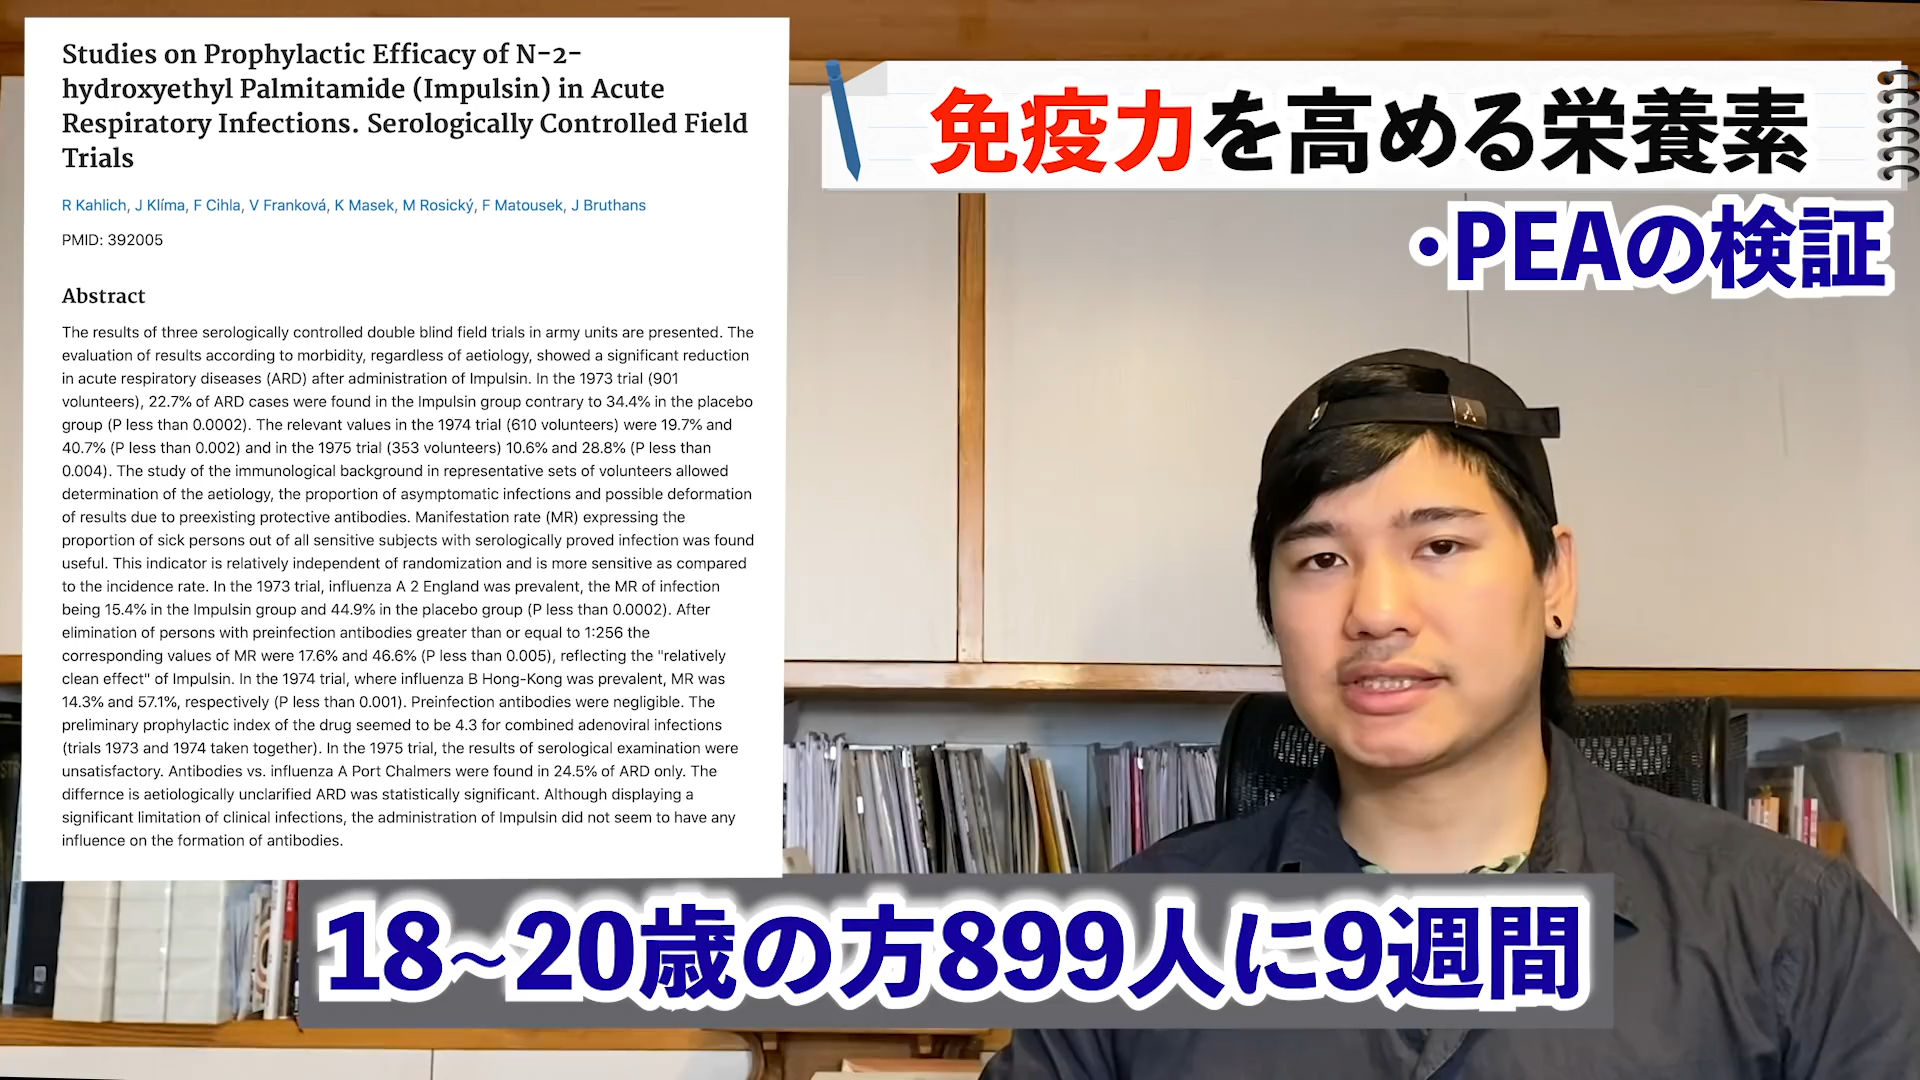 Studies on Prophylactic Efficacy of N-2-
hydroxyethyl Palmitamide (Impulsin) in Acute
Respiratory Infections. Serologically Controlled Field
Trials
R Kahlich, J Klíma, F Cihla, V Franková, K Masek, M Rosický, F Matousek, J Bruthans
PMID: 392005
Abstract
The results of three serologically controlled double blind field trials in army units are presented. The
evaluation of results according to morbidity, regardless of aetiology, showed a significant reduction
in acute respiratory diseases (ARD) after administration of Impulsin. In the 1973 trial (901
volunteers), 22.7% of ARD cases were found in the Impulsin group contrary to 34.4% in the placebo
group (P less than 0.0002). The relevant values in the 1974 trial (610 volunteers) were 19.7% and
40.7% (P less than 0.002) and in the 1975 trial (353 volunteers) 10.6% and 28.8% (P less than
0.004). The study of the immunological background in representative sets of volunteers allowed
determination of the aetiology, the proportion of asymptomatic infections and possible deformation
of results due to preexisting protective antibodies. Manifestation rate (MR) expressing the
proportion of sick persons out of all sensitive subjects with serologically proved infection was found
useful. This indicator is relatively independent of randomization and is more sensitive as compared
to the incidence rate. In the 1973 trial, influenza A 2 England was prevalent, the MR of infection
being 15.4% in the Impulsin group and 44.9% in the placebo group (P less than 0.0002). After
elimination of persons with preinfection antibodies greater than or equal to 1:256 the
corresponding values of MR were 17.6% and 46.6% (P less than 0.005), reflecting the "relatively
clean effect" of Impulsin. In the 1974 trial, where influenza B Hong-Kong was prevalent, MR was
14.3% and 57.1%, respectively (P less than 0.001). Preinfection antibodies were negligible. The
preliminary prophylactic index of the drug seemed to be 4.3 for combined adenoviral infections
(trials 1973 and 1974 taken together). In the 1975 trial, the results of serological examination were
unsatisfactory. Antibodies vs. influenza A Port Chalmers were found in 24.5% of ARD only. The
differnce is aetiologically unclarified ARD was statistically significant. Although displaying a
significant limitation of clinical infections, the administration of Impulsin did not seem to have any
influence on the formation of antibodies.
免疫力を高める栄養素
・PEAの検証
18~20歳の方899人に9週間